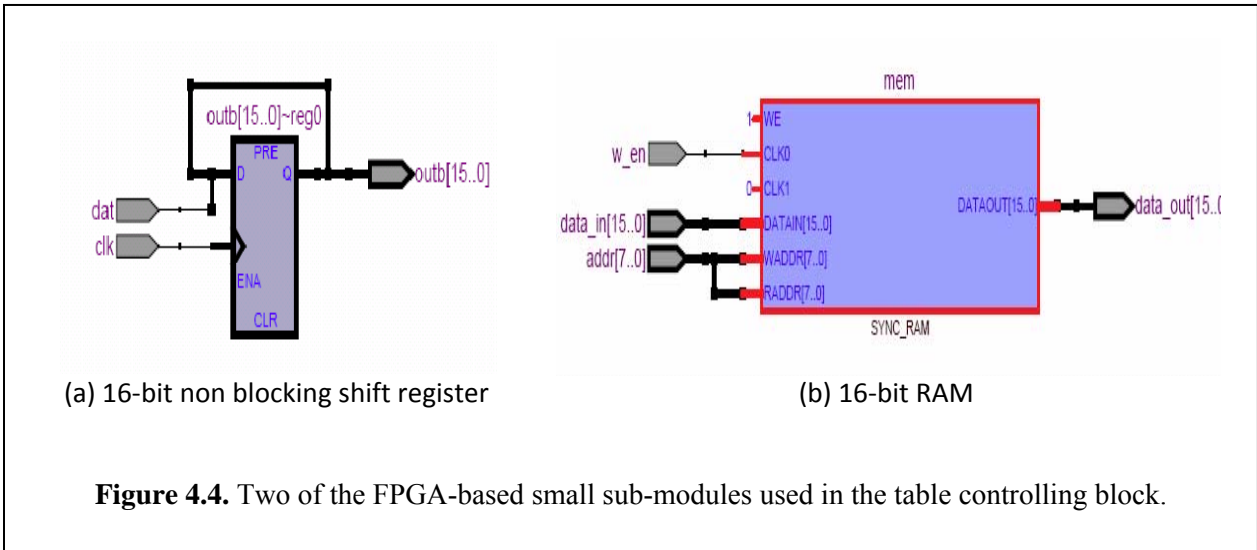 outb[15..0]~reg0
PRE
D Q
outb[15..0]
dat
clk
ENA
CLR
(a) 16-bit non blocking shift register
mem
1 WE
w_en
CLK0
0 CLK1
DATAOUT[15..0]
data_out[15..0
data_in[15..0]
DATAIN[15..0]
addr[7..0]
WADDR[7..0]
RADDR[7..0]
SYNC_RAM
(b) 16-bit RAM
Figure 4.4. Two of the FPGA-based small sub-modules used in the table controlling block.